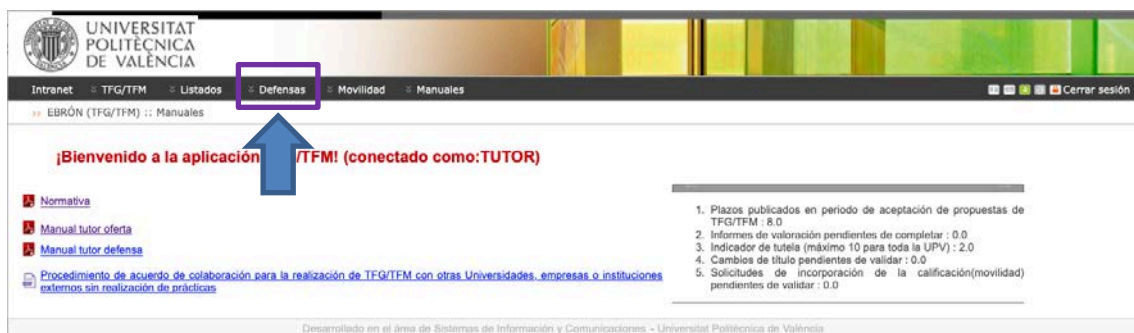 UNIVERSITAT
POLITÈCNICA
DE VALÈNCIA
Intranet TFG/TFM Listados Defensas Movilidad Manuales Cerrar sesión
EBRÓN (TFG/TFM) :: Manuales
¡Bienvenido a la aplicación /TFM! (conectado como:TUTOR)
Normativa
Manual tutor oferta
Manual tutor defensa
Procedimiento de acuerdo de colaboración para la realización de TFG/TFM con otras Universidades, empresas o instituciones
externos sin realización de prácticas
1. Plazos publicados en periodo de aceptación de propuestas de
TFG/TFM : 8.0
2. Informes de valoración pendientes de completar : 0.0
3. Indicador de tutela (máximo 10 para toda la UPV) : 2.0
4. Cambios de título pendientes de validar : 0.0
5. Solicitudes de incorporación de la calificación(movilidad)
pendientes de validar : 0.0
Desarrollado en el área de Sistemas de Información y Comunicaciones - Universitat Politécnica de València